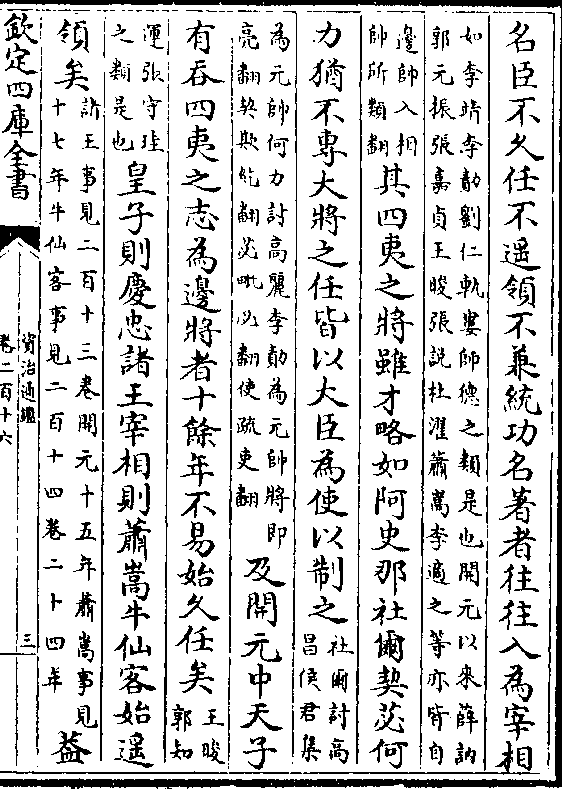 名臣不久任不遥領不兼統功名著者往往入為宰相
如李靖李勣劉仁軌婁師德之類是也開元以來薛訥
郭元振張嘉貞王晙張說杜暹蕭嵩李適之等亦皆自
邊帥入相
帥所類翻
其四夷之將雖才略如阿史那社爾契苾何
力猶不專大將之任皆以大臣為使以制之
社爾討高
昌侯君集
為元帥何力討高麗李勣為元帥將即
亮翻契欺訖翻苾毗必翻使疏吏翻
及開元中天子
有吞四夷之志為邊將者十餘年不易始久任矣
王晙
郭知
運張守珪
之類是也
皇子則慶忠諸王宰相則蕭嵩牛仙客始遥
領矣
諸王事見二百十三卷開元十五年蕭嵩事見
十七年牛仙客事見二百十四卷二十四年
葢
欽定四庫全書
資治通鑑
卷二百十六
三